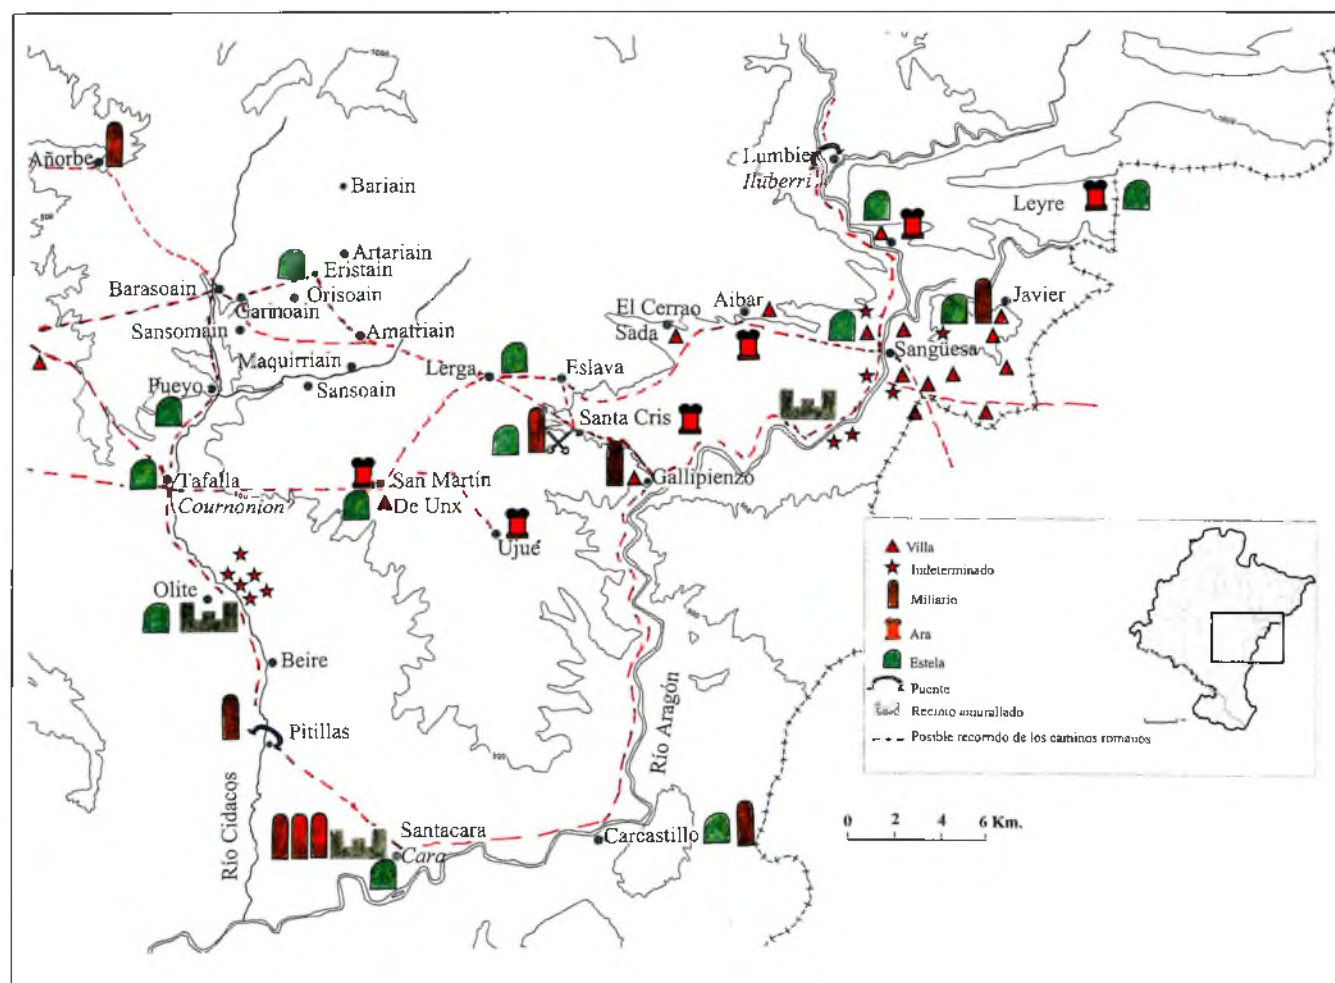 1000
Añorbe
Lumbier
Iluberri
1000
Bariain
Leyre
800
Artariain
Eristain
Barasoain
Orisoain
Garinoain
Javier
Aibar
El Cerrao
Sada
Sansomain
Amatriain
Sangüesa
Maquirriain
Lerga
Eslava
Pueyo
Sansoain
Santa Cris
Tafalla
San Martín
Gallipienzo
Cournonion
De Unx
Ujué
Villa
Indeterminado
Olite
Miliario
Ara
Beire
Estela
Puente
Recinto amurallado
Pitillas
Posible recorrido de los caminos romanos
Río Aragón
Río Cidacos
Santacara
0 2 4 6 Km.
Carcastillo
Cara